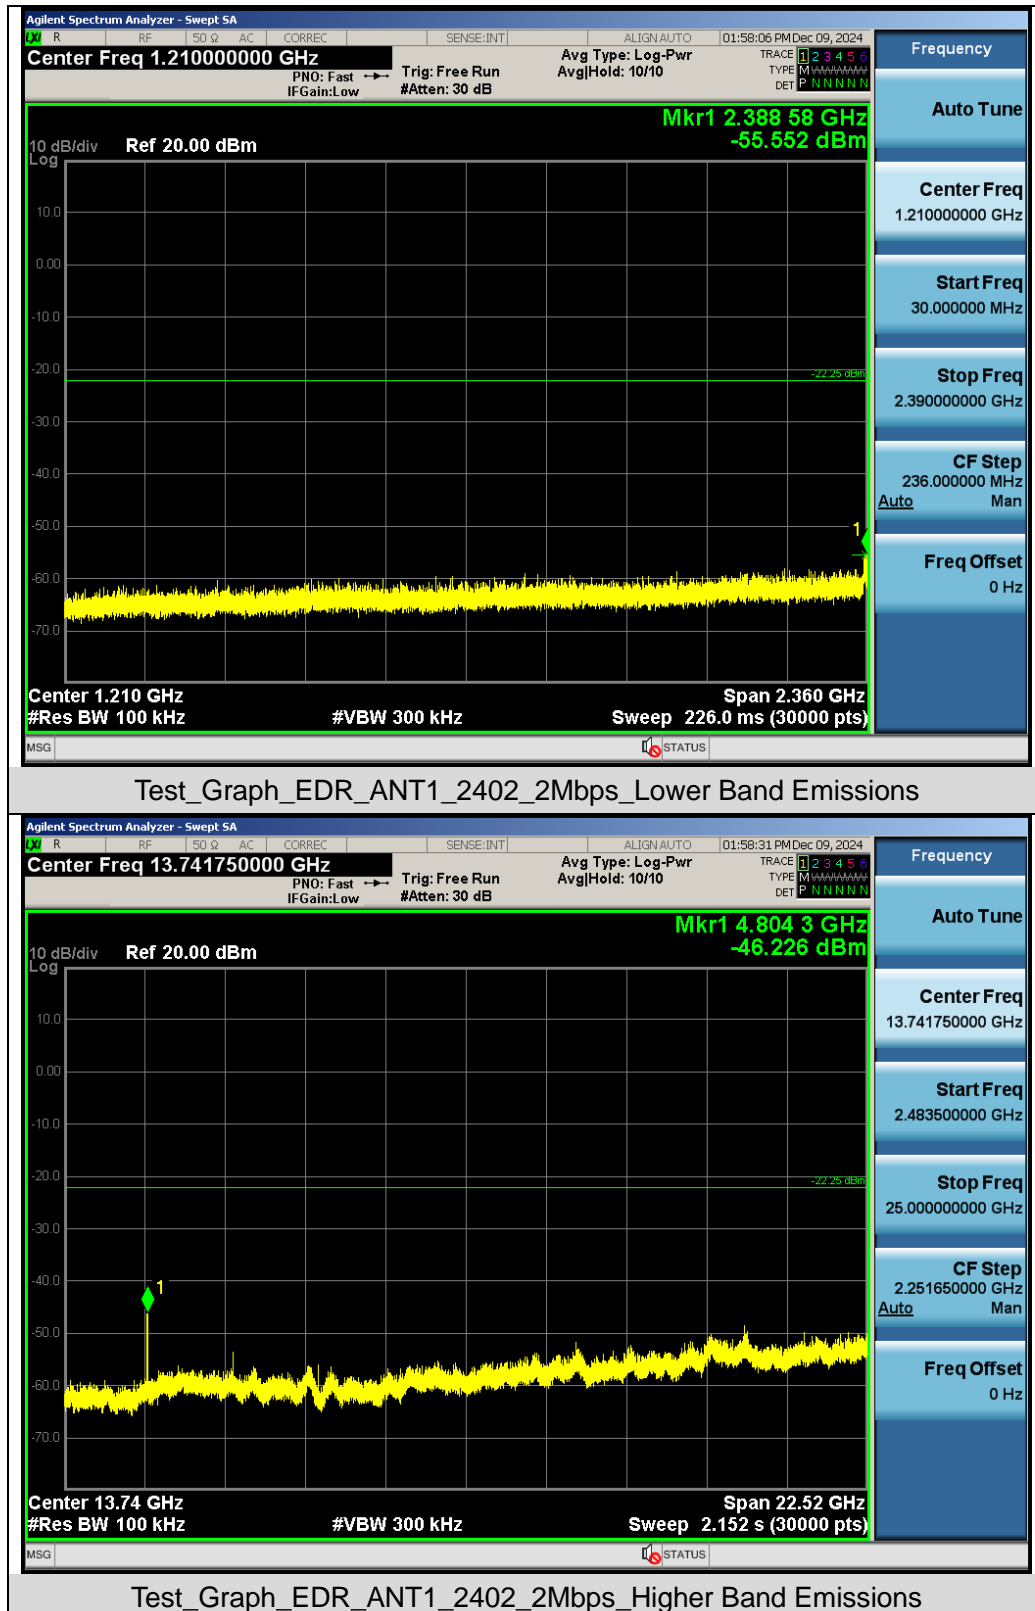 Agilent Spectrum Analyzer - Swept SA
LXI R RF 50 Ω AC CORREC SENSE:INT ALIGN AUTO 01:58:06 PM Dec 09, 2024
Center Freq 1.210000000 GHz
PNO: Fast
IFGain:Low
Trig: Free Run
#Atten: 30 dB
Avg Type: Log-Pwr
Avg|Hold: 10/10
TRACE 1 2 3 4 5 6
TYPE M
DET P N N N N N
Mkr1 2.388 58 GHz
-55.552 dBm
10 dB/div Ref 20.00 dBm
Log
10.0
0.00
-10.0
-20.0
-22.25 dBm
-30.0
-40.0
-50.0
1
-60.0
-70.0
Center 1.210 GHz Span 2.360 GHz
#Res BW 100 kHz #VBW 300 kHz Sweep 226.0 ms (30000 pts)
MSG STATUS
Frequency
Auto Tune
Center Freq
1.210000000 GHz
Start Freq
30.000000 MHz
Stop Freq
2.390000000 GHz
CF Step
236.000000 MHz
Auto Man
Freq Offset
0 Hz
Test_Graph_EDR_ANT1_2402_2Mbps_Lower Band Emissions
Agilent Spectrum Analyzer - Swept SA
LXI R RF 50 Ω AC CORREC SENSE:INT ALIGN AUTO 01:58:31 PM Dec 09, 2024
Center Freq 13.741750000 GHz
PNO: Fast
IFGain:Low
Trig: Free Run
#Atten: 30 dB
Avg Type: Log-Pwr
Avg|Hold: 10/10
TRACE 1 2 3 4 5 6
TYPE M
DET P N N N N N
Mkr1 4.804 3 GHz
-46.226 dBm
10 dB/div Ref 20.00 dBm
Log
10.0
0.00
-10.0
-20.0
-22.25 dBm
-30.0
-40.0
1
-50.0
-60.0
-70.0
Center 13.74 GHz Span 22.52 GHz
#Res BW 100 kHz #VBW 300 kHz Sweep 2.152 s (30000 pts)
MSG STATUS
Frequency
Auto Tune
Center Freq
13.741750000 GHz
Start Freq
2.483500000 GHz
Stop Freq
25.000000000 GHz
CF Step
2.251650000 GHz
Auto Man
Freq Offset
0 Hz
Test_Graph_EDR_ANT1_2402_2Mbps_Higher Band Emissions